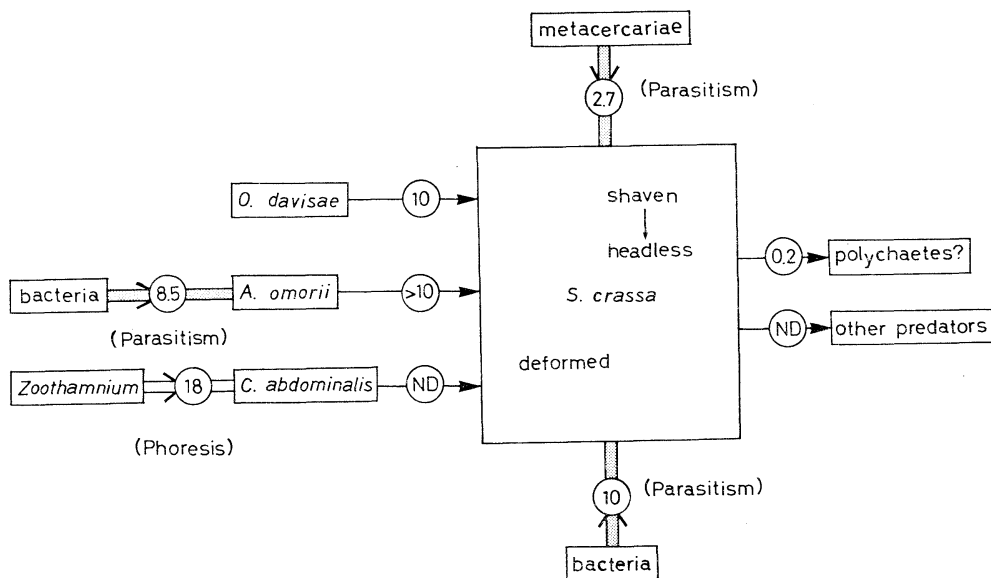 metacercariae
2.7
(Parasitism)
O. davisae
10
shaven
headless
0.2
polychaetes?
bacteria
8.5
A. omorii
>10
S. crassa
(Parasitism)
ND
other predators
deformed
Zoothamnium
18
C. abdominalis
ND
(Phoresis)
10
(Parasitism)
bacteria